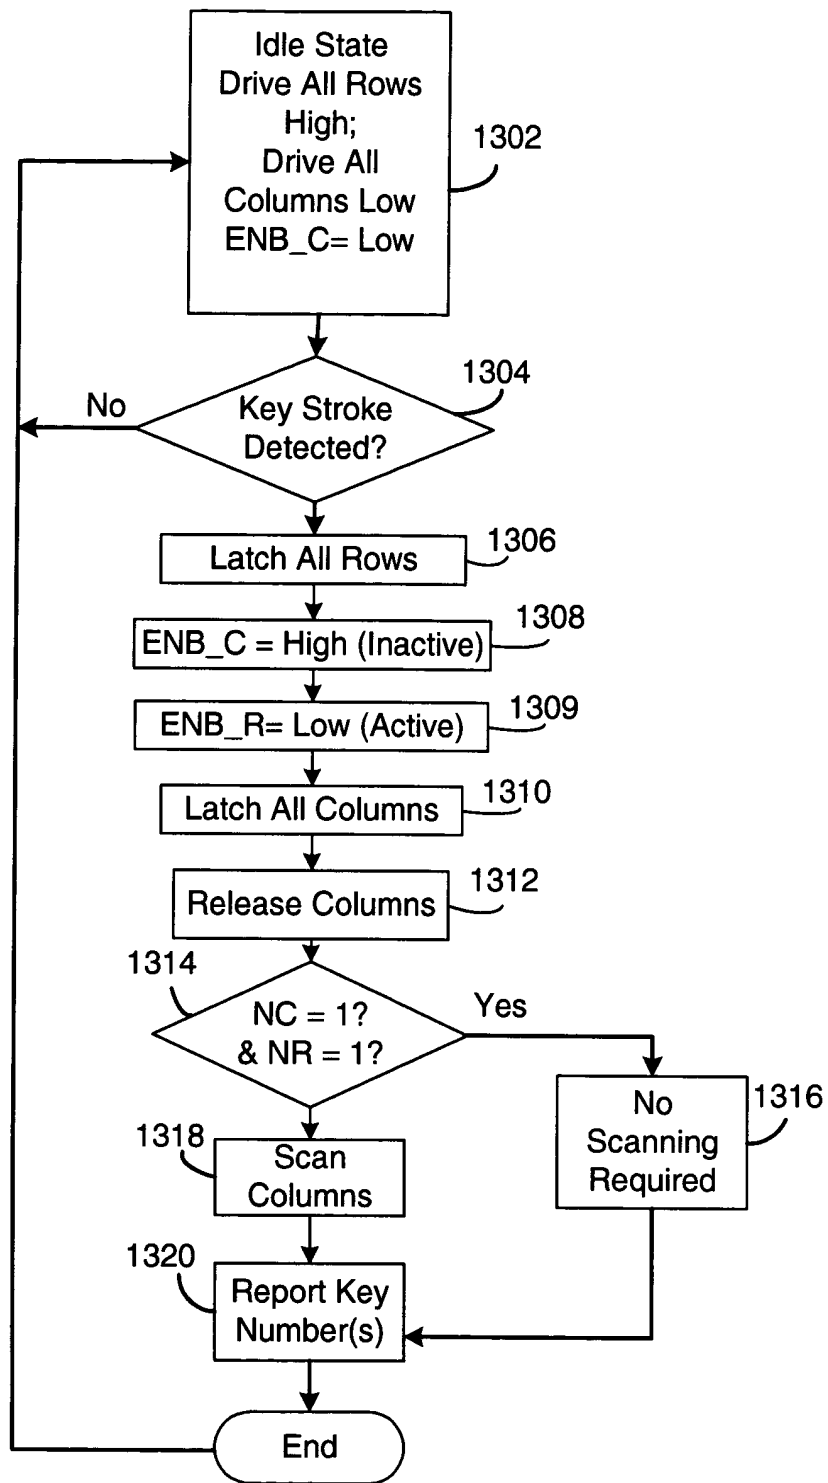 Idle State
Drive All Rows
High;
Drive All
Columns Low
ENB_C= Low
1302
1304
No
Key Stroke
Detected?
Latch All Rows
1306
ENB_C = High (Inactive)
1308
ENB_R= Low (Active)
1309
Latch All Columns
1310
Release Columns
1312
1314
NC = 1?
& NR = 1?
Yes
No
Scanning
Required
1316
1318
Scan
Columns
1320
Report Key
Number(s)
End